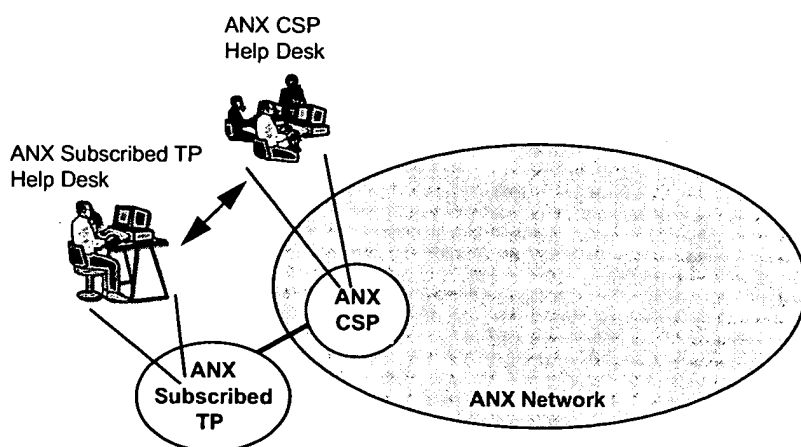 ANX CSP
Help Desk
ANX Subscribed TP
Help Desk
ANX
CSP
ANX
Subscribed
TP
ANX Network